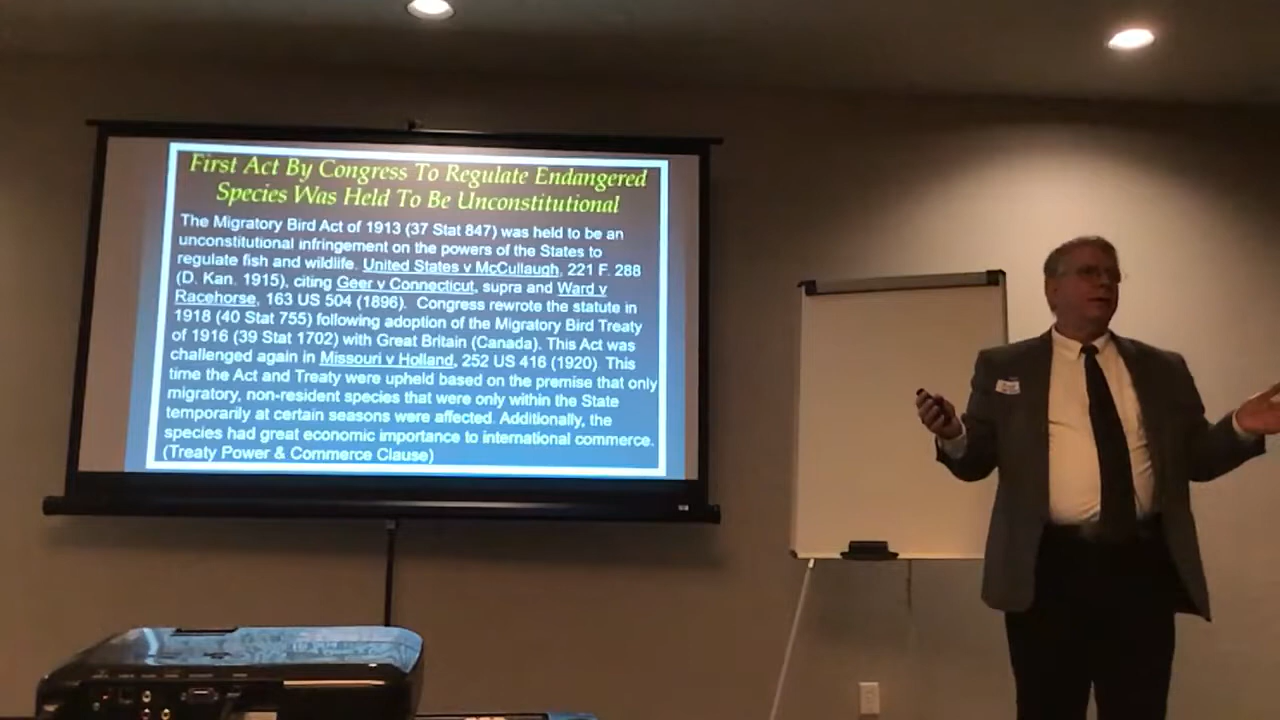 First Act By Congress To Regulate Endangered
Species Was Held To Be Unconstitutional
The Migratory Bird Act of 1913 (37 Stat 847) was held to be an
unconstitutional infringement on the powers of the States to
regulate fish and wildlife. United States v McCullaugh, 221 F. 288
(D. Kan. 1915), citing Geer v Connecticut, supra and Ward v
Racehorse, 163 US 504 (1896). Congress rewrote the statute in
1918 (40 Stat 755) following adoption of the Migratory Bird Treaty
of 1916 (39 Stat 1702) with Great Britain (Canada). This Act was
challenged again in Missouri v Holland, 252 US 416 (1920) This
time the Act and Treaty were upheld based on the premise that only
migratory, non-resident species that were only within the State
temporarily at certain seasons were affected. Additionally, the
species had great economic importance to international commerce.
(Treaty Power & Commerce Clause)